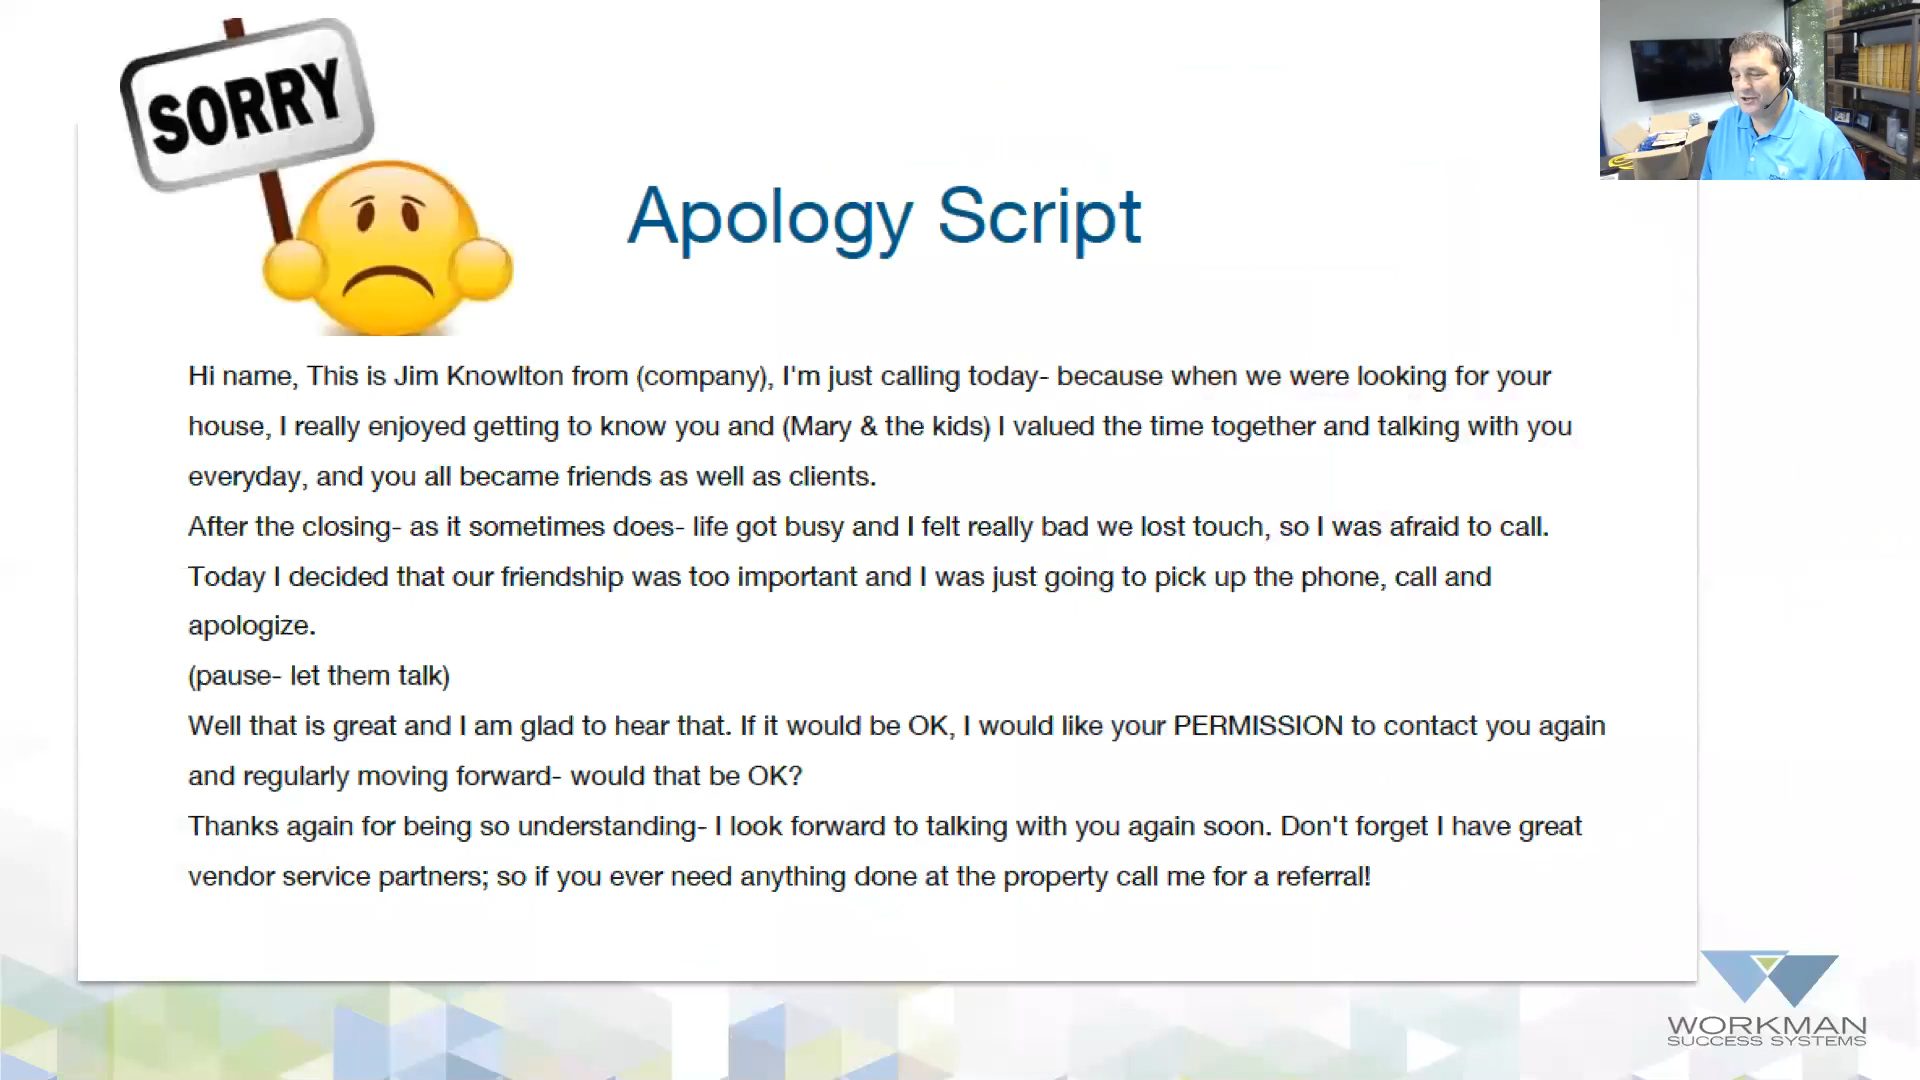 SORRY
Apology Script
Hi name, This is Jim Knowlton from (company), I'm just calling today- because when we were looking for your
house, I really enjoyed getting to know you and (Mary & the kids) I valued the time together and talking with you
everyday, and you all became friends as well as clients.
After the closing- as it sometimes does- life got busy and I felt really bad we lost touch, so I was afraid to call.
Today I decided that our friendship was too important and I was just going to pick up the phone, call and
apologize.
(pause- let them talk)
Well that is great and I am glad to hear that. If it would be OK, I would like your PERMISSION to contact you again
and regularly moving forward- would that be OK?
Thanks again for being so understanding- I look forward to talking with you again soon. Don't forget I have great
vendor service partners; so if you ever need anything done at the property call me for a referral!
WORKMAN
SUCCESS SYSTEMS